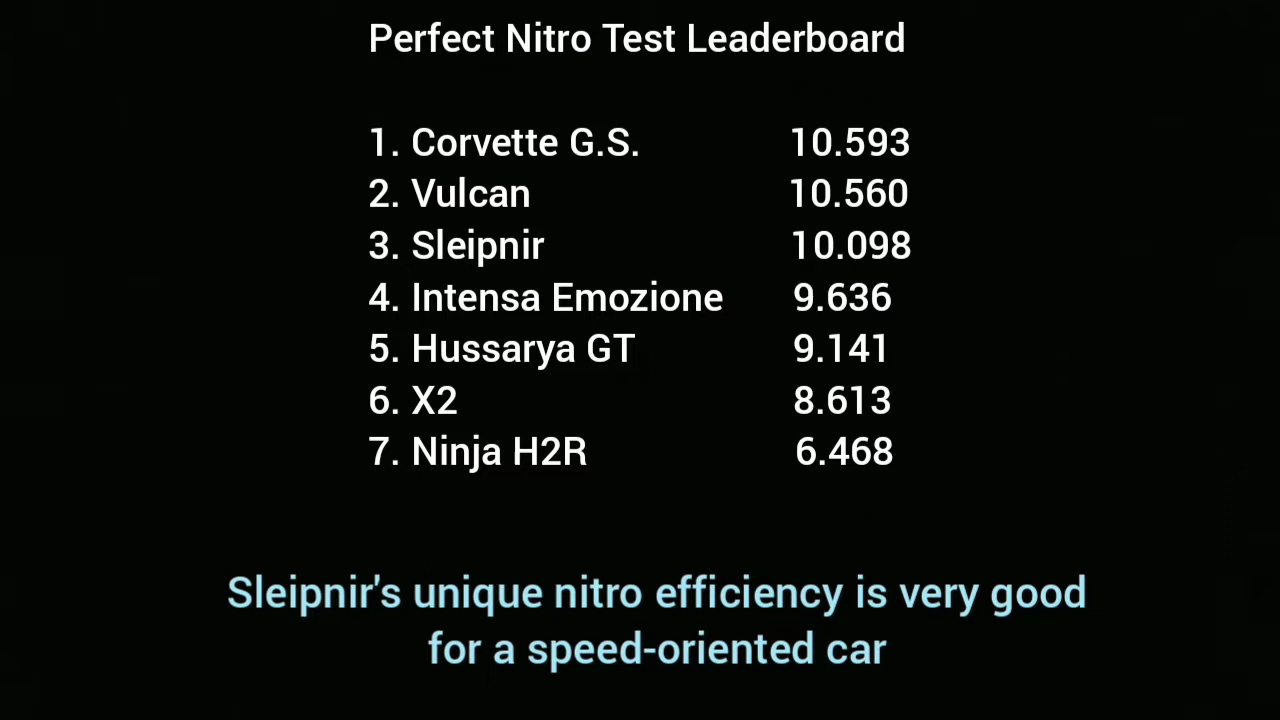 Perfect Nitro Test Leaderboard
1. Corvette G.S. 10.593
2. Vulcan 10.560
3. Sleipnir 10.098
4. Intensa Emozione 9.636
5. Hussarya GT 9.141
6. X2 8.613
7. Ninja H2R 6.468
Sleipnir's unique nitro efficiency is very good
for a speed-oriented car